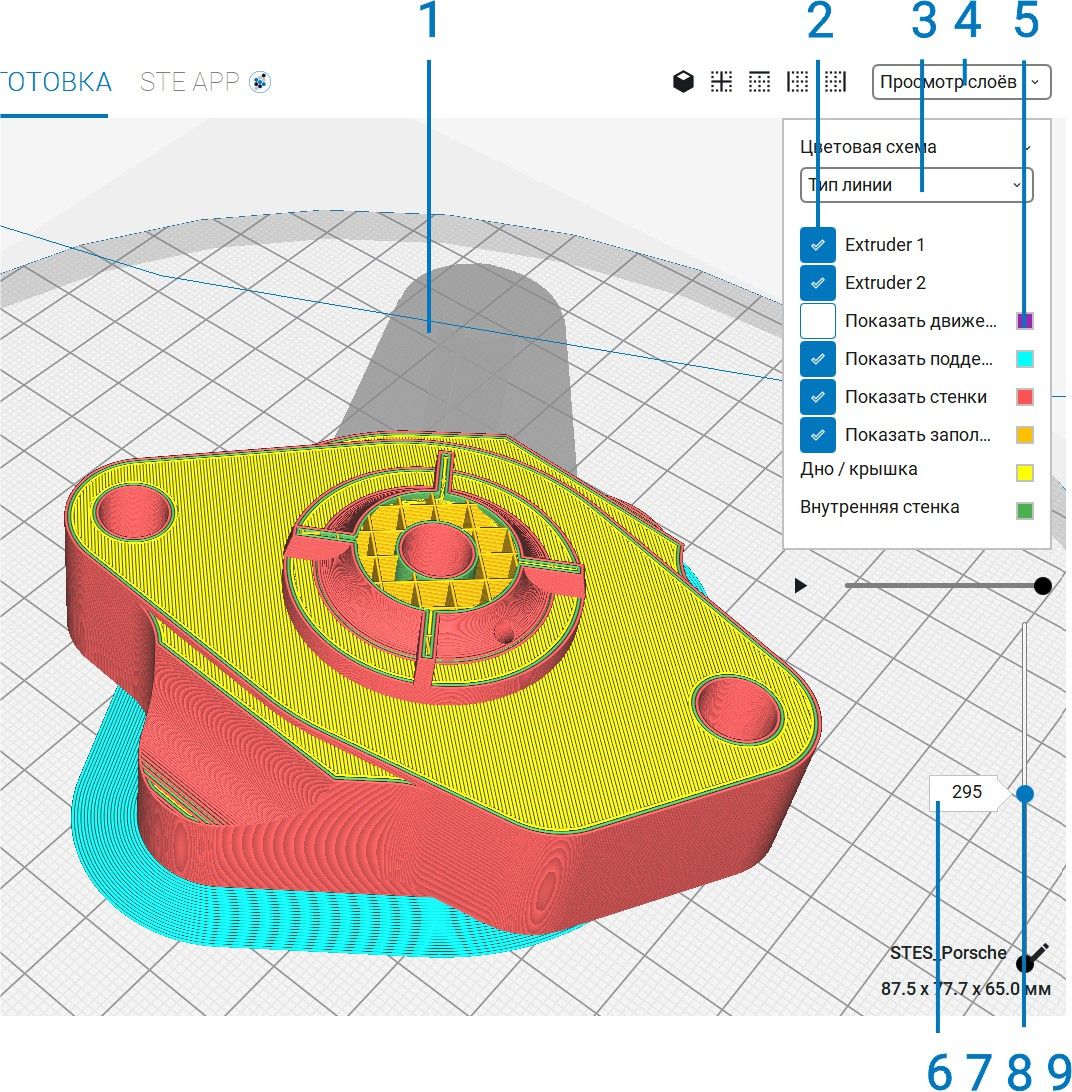 1 2 3 4 5
ОТОВКА STE APP Просмотр слоёв
Цветовая схема
Тип линии
Extruder 1
Extruder 2
Показать движе...
Показать подде...
Показать стенки
Показать запол...
Дно / крышка
Внутренняя стенка
295
STES_Porsche
87.5 x 77.7 x 65.0 мм
6 7 8 9